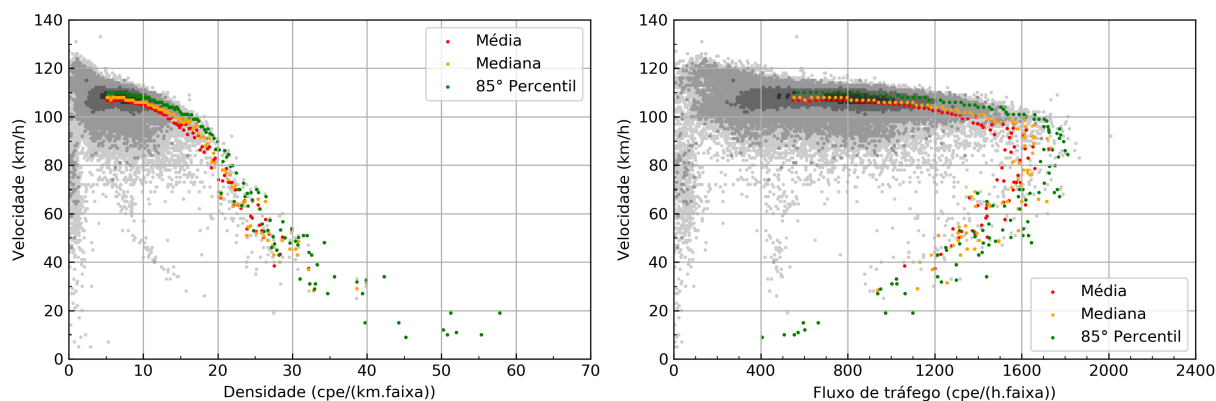 140
120
100
80
60
40
20
0
Velocidade (km/h)
0 10 20 30 40 50 60 70
Densidade (cpe/(km.faixa))
Média
Mediana
85° Percentil
140
120
100
80
60
40
20
0
Velocidade (km/h)
0 400 800 1200 1600 2000 2400
Fluxo de tráfego (cpe/(h.faixa))
Média
Mediana
85° Percentil